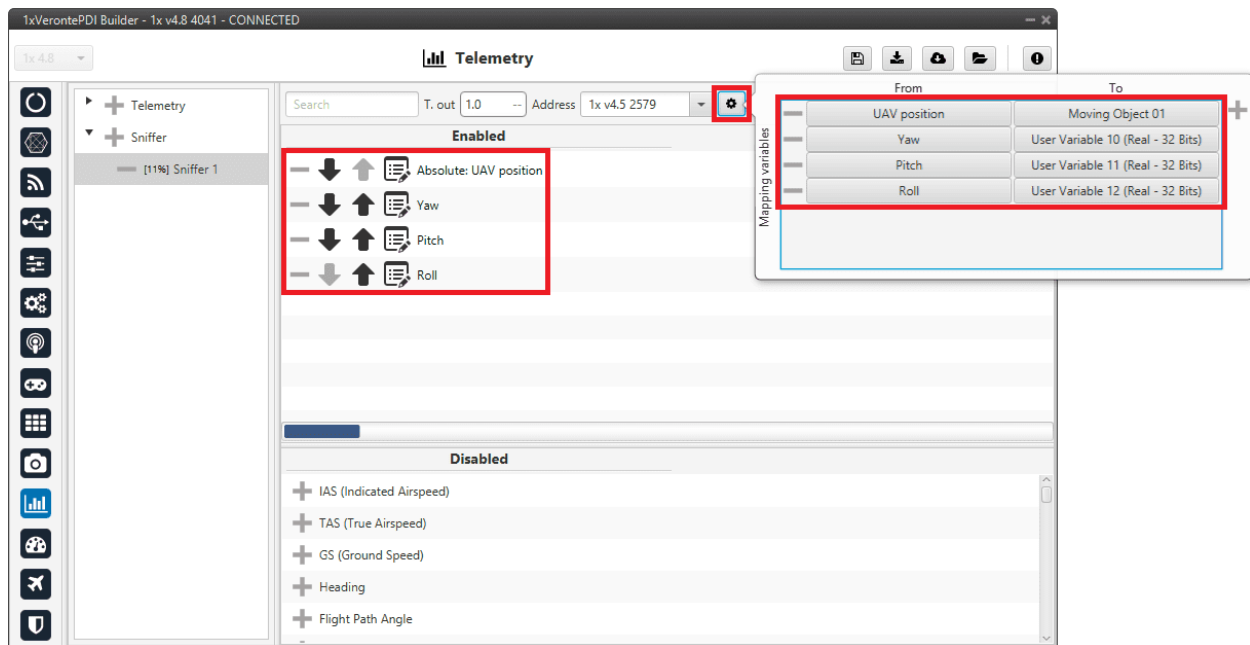 1xVerontePDI Builder - 1x v4.8 4041 - CONNECTED
1x 4.8
Telemetry
Telemetry
Sniffer
[11%] Sniffer 1
Search T. out 1.0 -- Address 1x v4.5 2579
Enabled
Absolute: UAV position
Yaw
Pitch
Roll
Disabled
IAS (Indicated Airspeed)
TAS (True Airspeed)
GS (Ground Speed)
Heading
Flight Path Angle
Mapping variables
From To
UAV position Moving Object 01
Yaw User Variable 10 (Real - 32 Bits)
Pitch User Variable 11 (Real - 32 Bits)
Roll User Variable 12 (Real - 32 Bits)